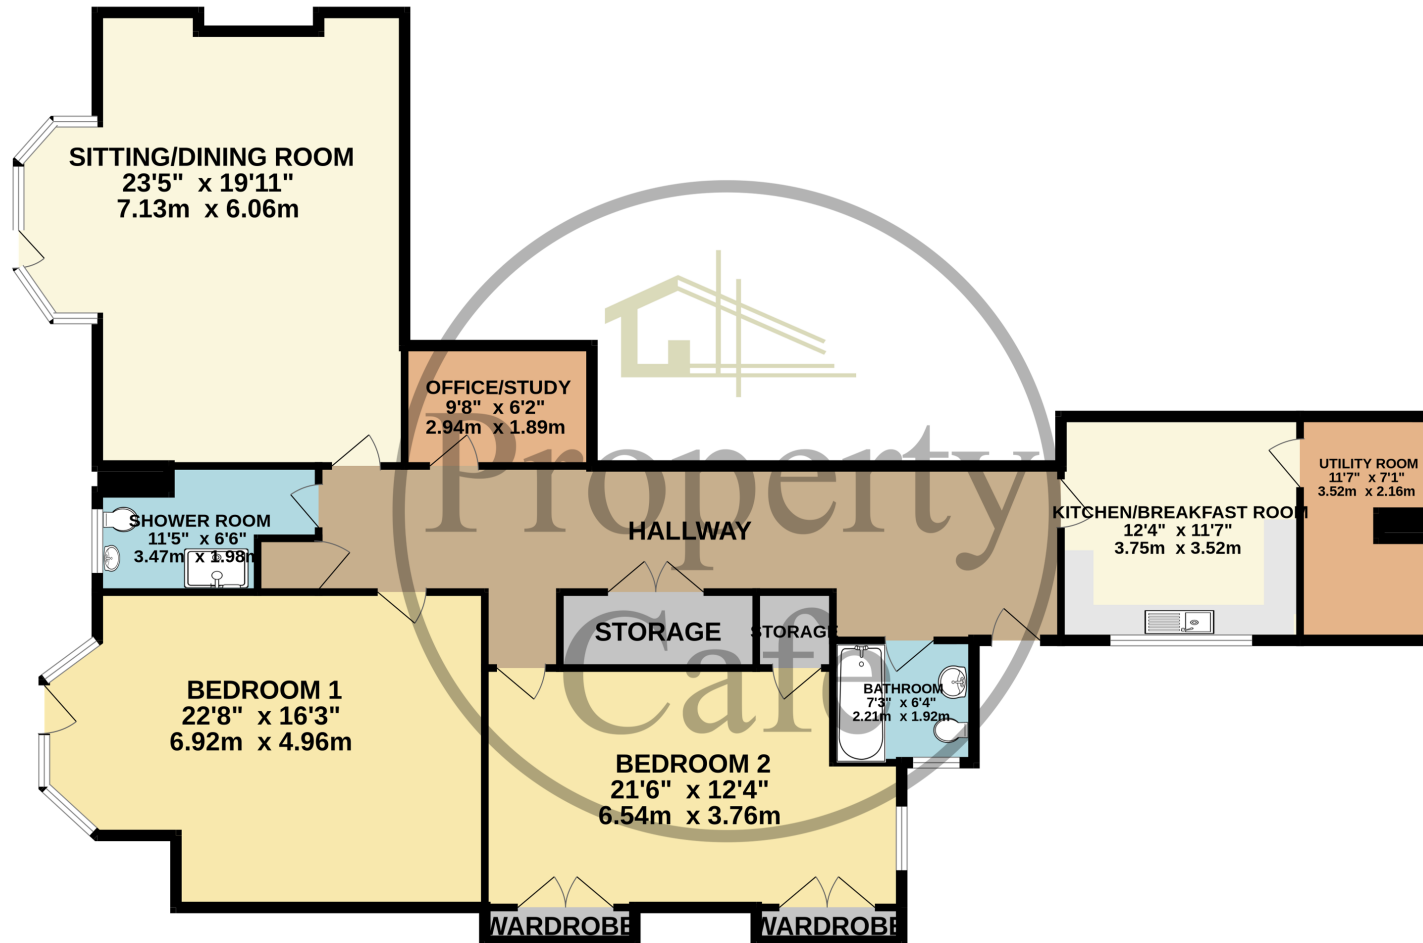 SITTING/DINING ROOM
23'5" x 19'11"
7.13m x 6.06m
OFFICE/STUDY
9'8" x 6'2"
2.94m x 1.89m
Property
Cafe
UTILITY ROOM
11'7" x 7'1"
3.52m x 2.16m
KITCHEN/BREAKFAST ROOM
12'4" x 11'7"
3.75m x 3.52m
SHOWER ROOM
11'5" x 6'6"
3.47m x 1.98m
HALLWAY
STORAGE
STORAGE
BEDROOM 1
22'8" x 16'3"
6.92m x 4.96m
BATHROOM
7'3" x 6'4"
2.21m x 1.92m
BEDROOM 2
21'6" x 12'4"
6.54m x 3.76m
WARDROBE
WARDROBE